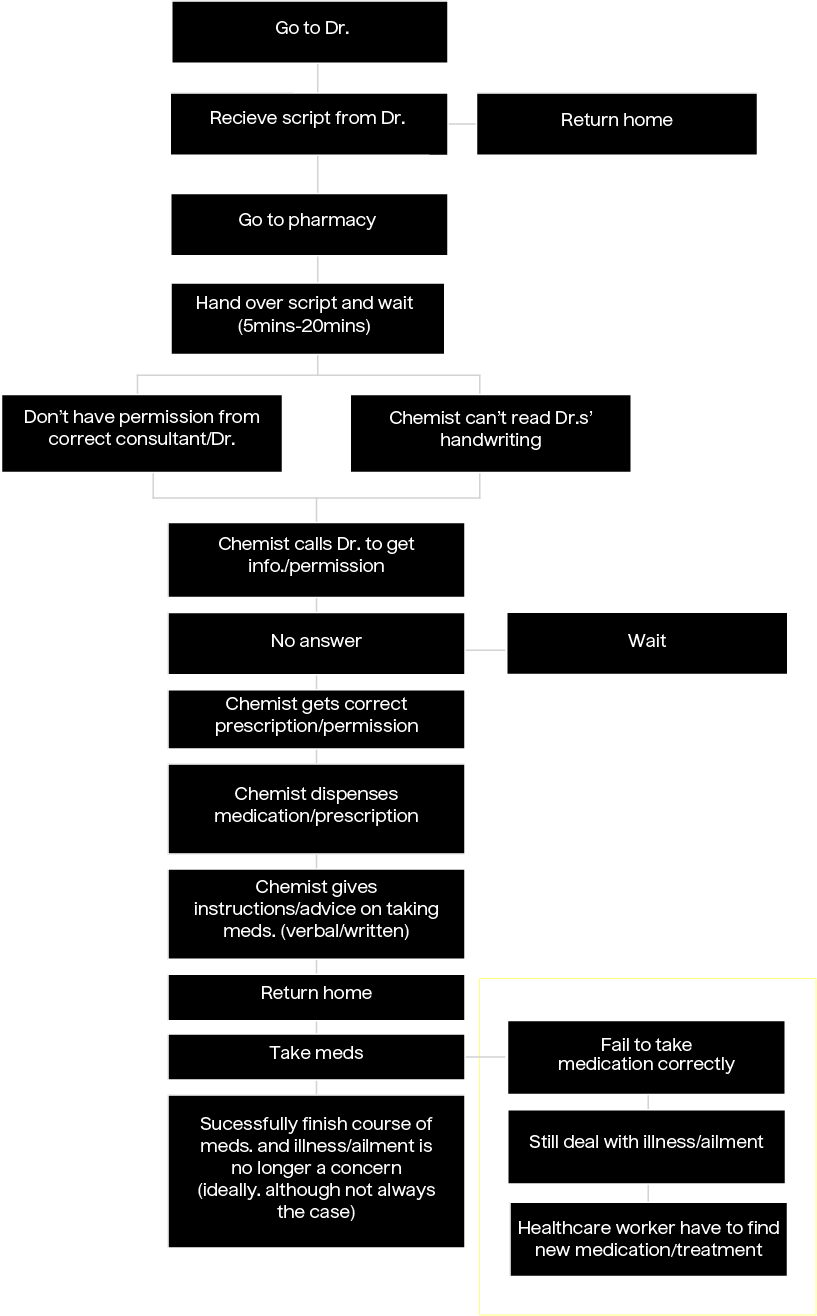 Go to Dr.
Recieve script from Dr.
Return home
Go to pharmacy
Hand over script and wait
(5mins-20mins)
Don't have permission from
correct consultant/Dr.
Chemist can't read Dr.s'
handwriting
Chemist calls Dr. to get
info./permission
No answer
Wait
Chemist gets correct
prescription/permission
Chemist dispenses
medication/prescription
Chemist gives
instructions/advice on taking
meds. (verbal/written)
Return home
Take meds
Fail to take
medication correctly
Sucessfully finish course of
meds. and illness/ailment is
no longer a concern
(ideally. although not always
the case)
Still deal with illness/ailment
Healthcare worker have to find
new medication/treatment